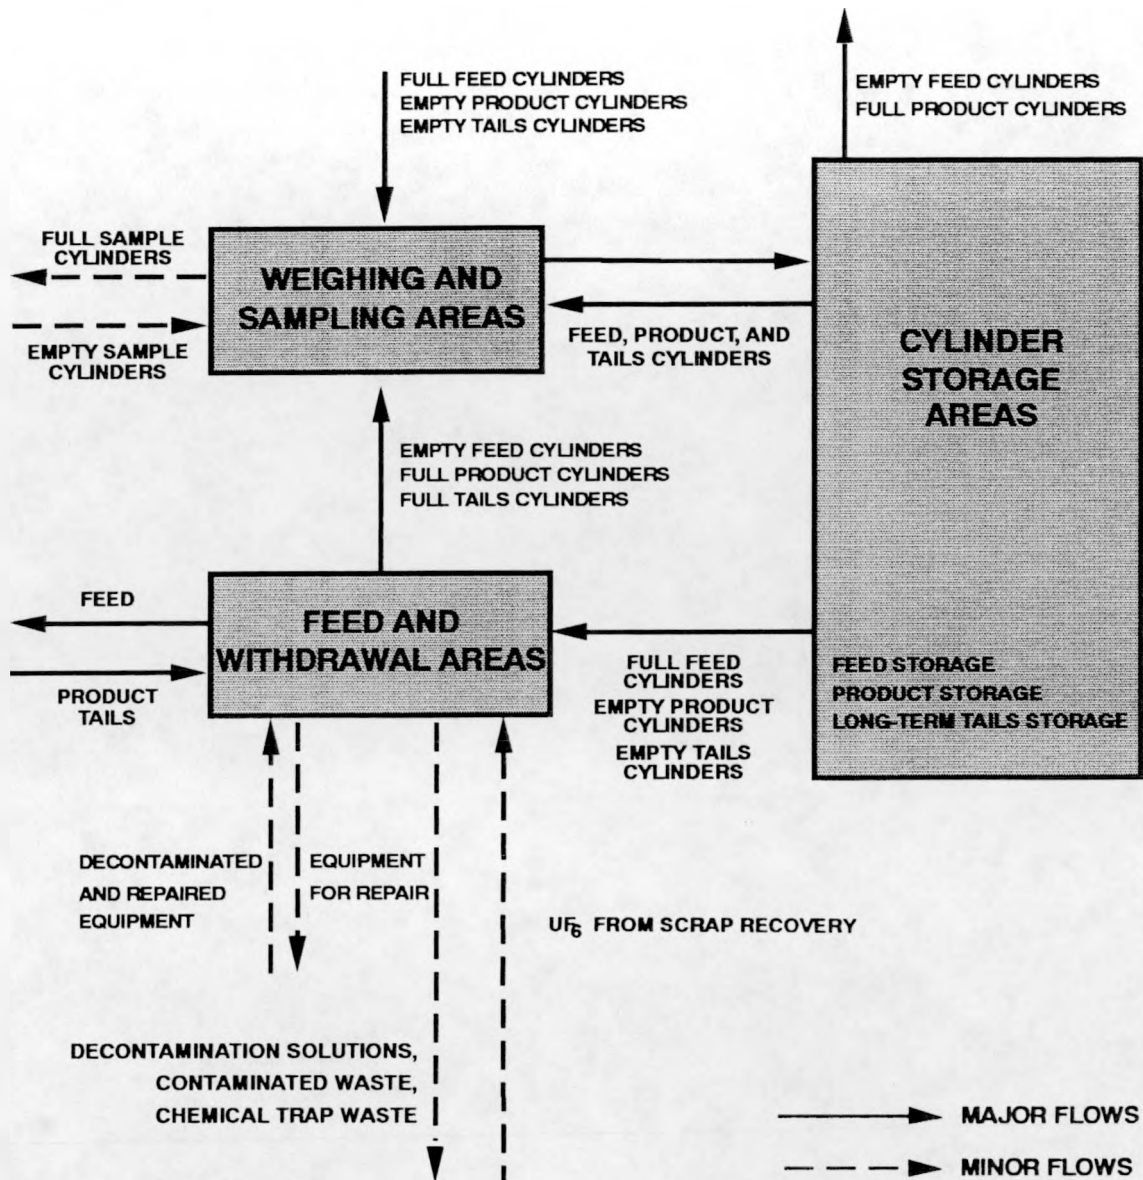 FULL FEED CYLINDERS
EMPTY PRODUCT CYLINDERS
EMPTY TAILS CYLINDERS
EMPTY FEED CYLINDERS
FULL PRODUCT CYLINDERS
FULL SAMPLE
CYLINDERS
EMPTY SAMPLE
CYLINDERS
WEIGHING AND
SAMPLING AREAS
FEED, PRODUCT, AND
TAILS CYLINDERS
CYLINDER
STORAGE
AREAS
EMPTY FEED CYLINDERS
FULL PRODUCT CYLINDERS
FULL TAILS CYLINDERS
FEED
PRODUCT
TAILS
FEED AND
WITHDRAWAL AREAS
FULL FEED
CYLINDERS
EMPTY PRODUCT
CYLINDERS
EMPTY TAILS
CYLINDERS
FEED STORAGE
PRODUCT STORAGE
LONG-TERM TAILS STORAGE
DECONTAMINATED
AND REPAIRED
EQUIPMENT
EQUIPMENT
FOR REPAIR
UF6 FROM SCRAP RECOVERY
DECONTAMINATION SOLUTIONS,
CONTAMINATED WASTE,
CHEMICAL TRAP WASTE
MAJOR FLOWS
MINOR FLOWS